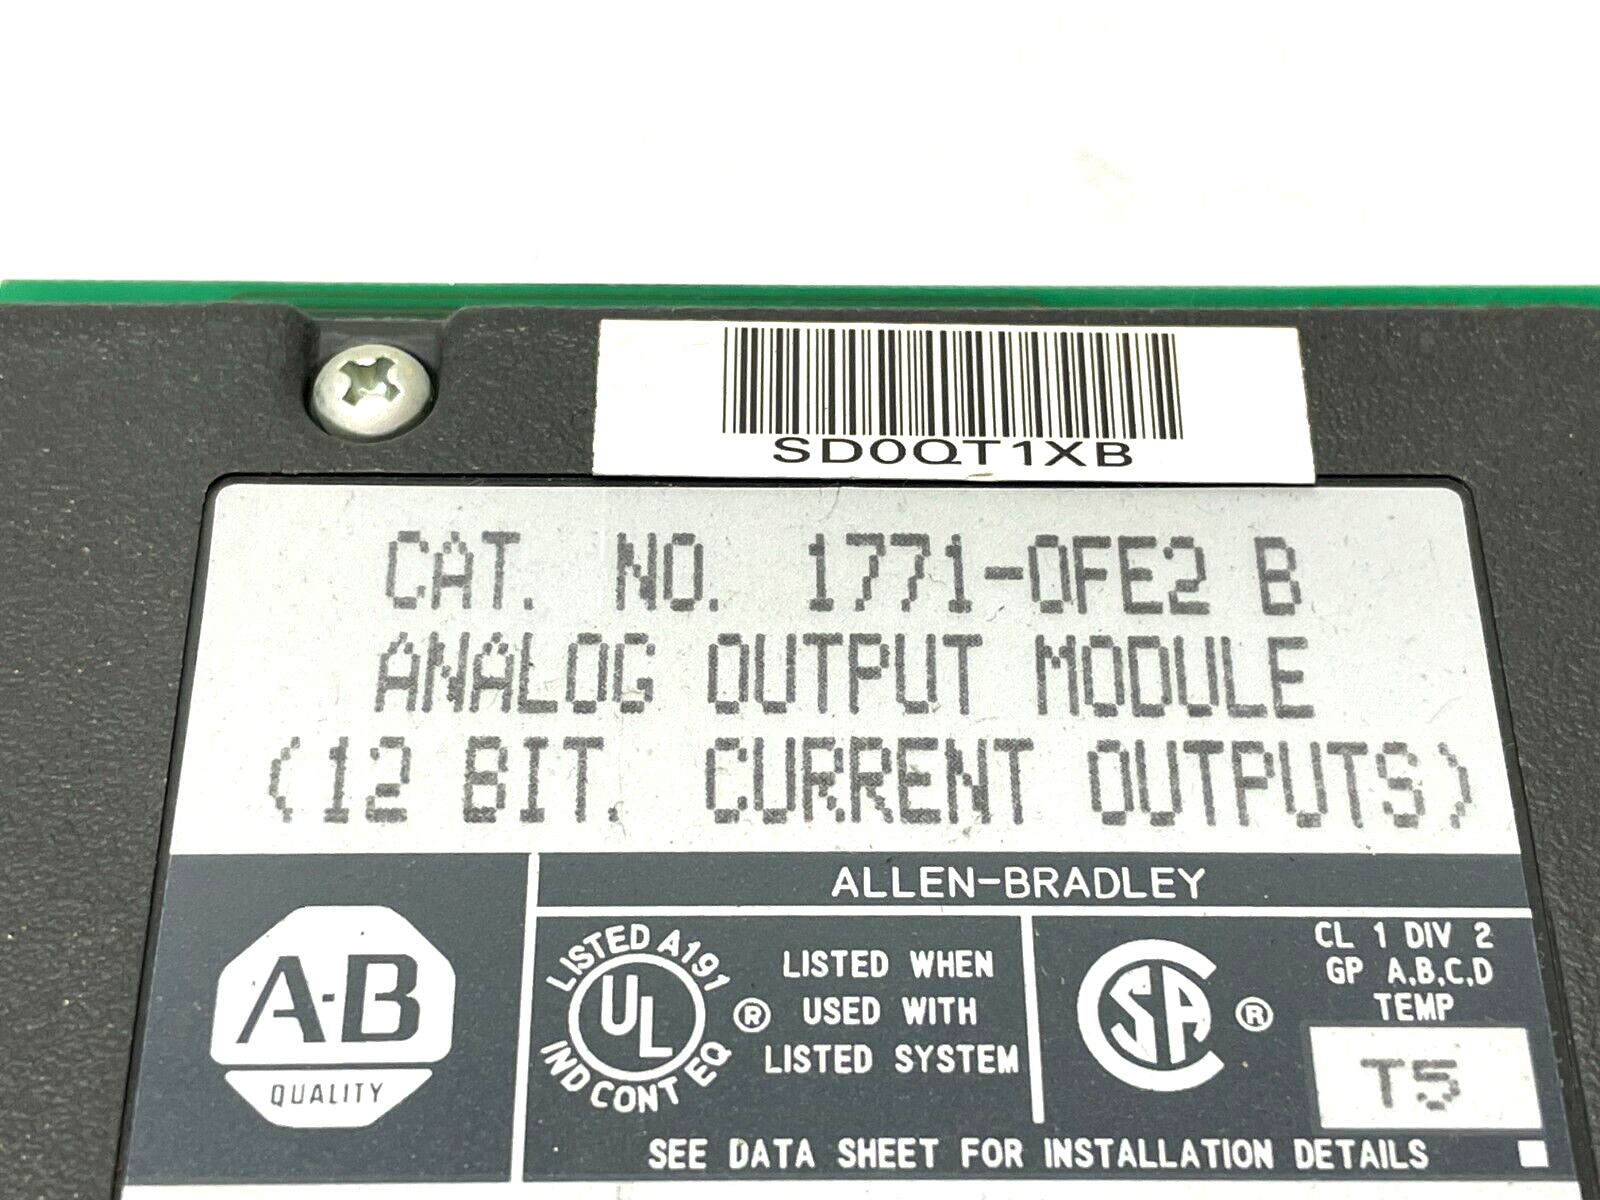 SD0QT1XB
CAT. NO. 1771-OFE2 B
ANALOG OUTPUT MODULE
(12 BIT. CURRENT OUTPUTS)
ALLEN-BRADLEY
A-B
QUALITY
LISTED A191
UL
IND CONT EQ
®
LISTED WHEN
USED WITH
LISTED SYSTEM
CSA
®
CL 1 DIV 2
GP A,B,C,D
TEMP
T5
SEE DATA SHEET FOR INSTALLATION DETAILS